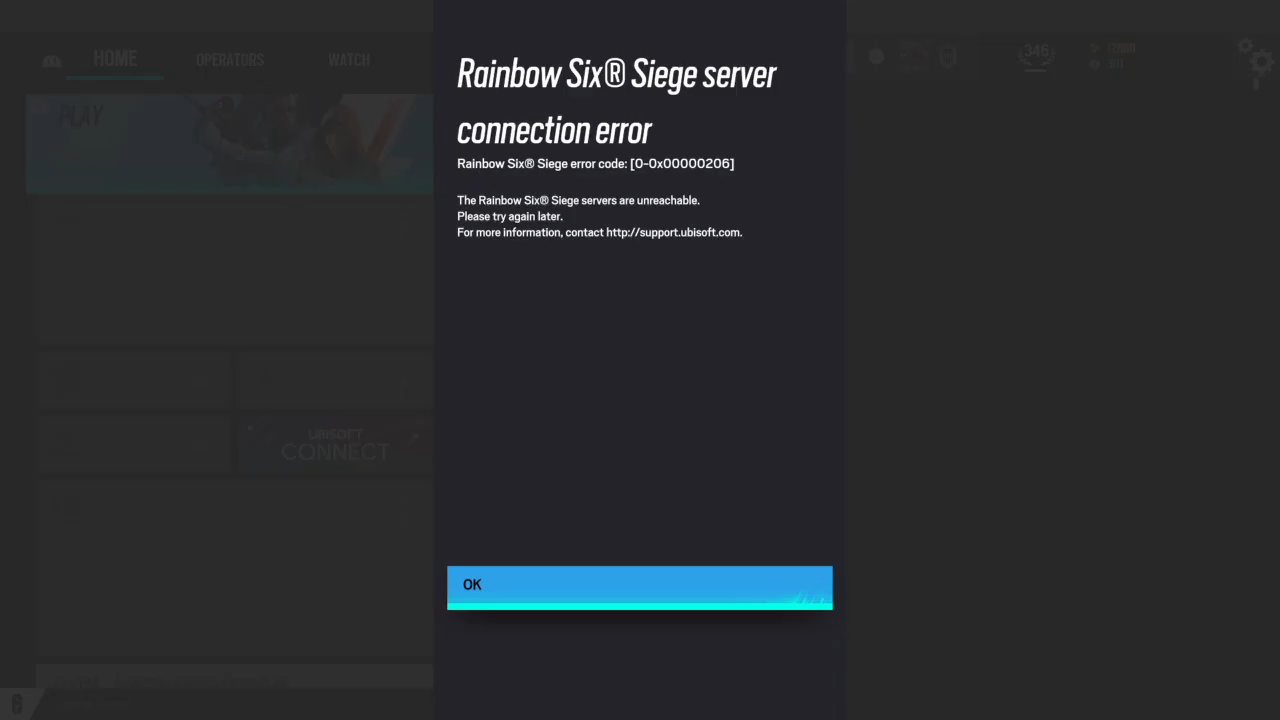 HOME
OPERATORS
WATCH
346
PLAY
Rainbow Six® Siege server
connection error
Rainbow Six® Siege error code: [0-0x00000206]
The Rainbow Six® Siege servers are unreachable.
Please try again later.
For more information, contact http://support.ubisoft.com.
UBISOFT
CONNECT
OK